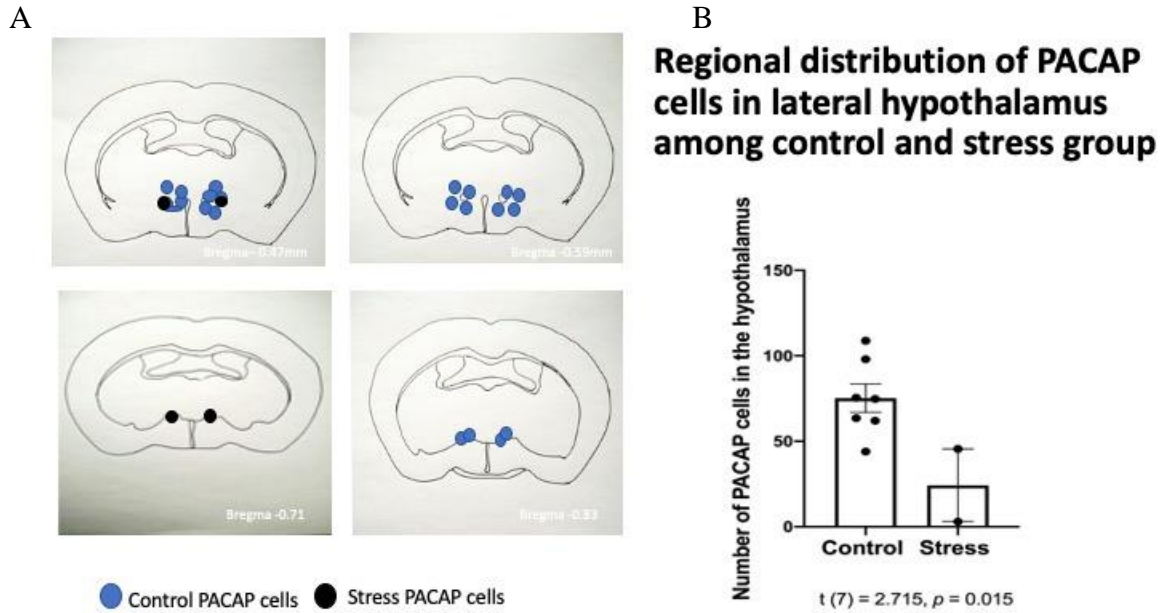 A
B
Bregma- 0.47mm
Bregma -0.59mm
Bregma -0.71
Bregma -0.83
Control PACAP cells
Stress PACAP cells
Regional distribution of PACAP
cells in lateral hypothalamus
among control and stress group
Number of PACAP cells in the hypothalamus
150
100
50
0
Control Stress
t (7) = 2.715, p = 0.015